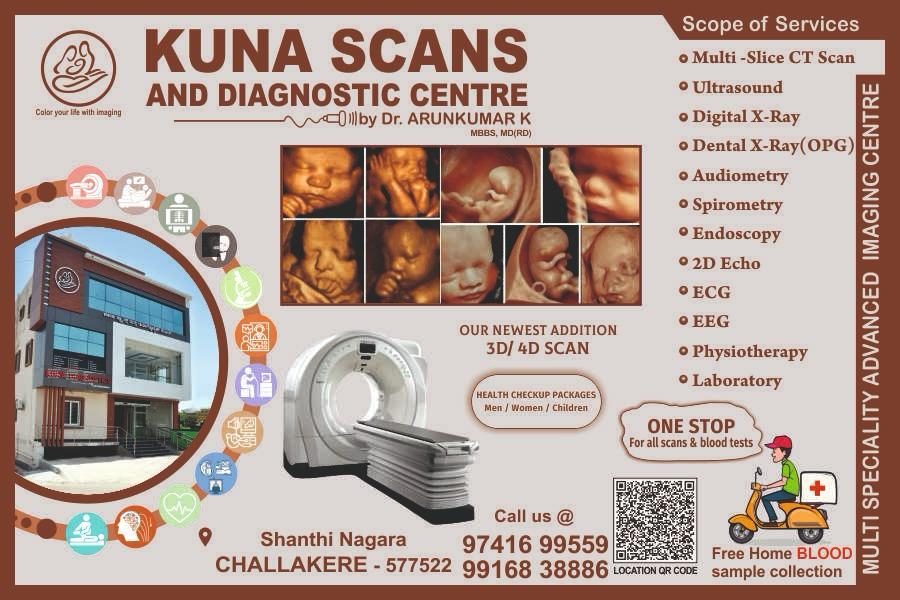 Color your life with imaging
KUNA SCANS
AND DIAGNOSTIC CENTRE
by Dr. ARUNKUMAR K
MBBS, MD(RD)
OUR NEWEST ADDITION
3D/ 4D SCAN
HEALTH CHECKUP PACKAGES
Men / Women / Children
Shanthi Nagara
CHALLAKERE - 577522
Call us @
97416 99559
99168 38886
LOCATION QR CODE
Scope of Services
Multi -Slice CT Scan
Ultrasound
Digital X-Ray
Dental X-Ray(OPG)
Audiometry
Spirometry
Endoscopy
2D Echo
ECG
EEG
Physiotherapy
Laboratory
ONE STOP
For all scans & blood tests
Free Home BLOOD
sample collection
MULTI SPECIALITY ADVANCED IMAGING CENTRE